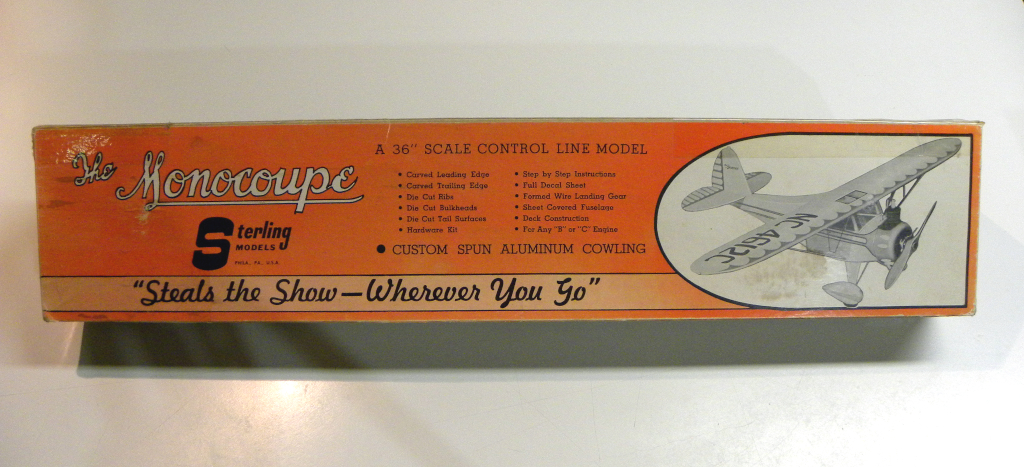 The Monocoupe
Sterling
MODELS
PHILA., PA., U.S.A.
A 36" SCALE CONTROL LINE MODEL
• Carved Leading Edge
• Carved Trailing Edge
• Die Cut Ribs
• Die Cut Bulkheads
• Die Cut Tail Surfaces
• Hardware Kit
• Step by Step Instructions
• Full Decal Sheet
• Formed Wire Landing Gear
• Sheet Covered Fuselage
• Deck Construction
• For Any "B" or "C" Engine
• CUSTOM SPUN ALUMINUM COWLING
"Steals the Show—Wherever You Go"
NC 4612C